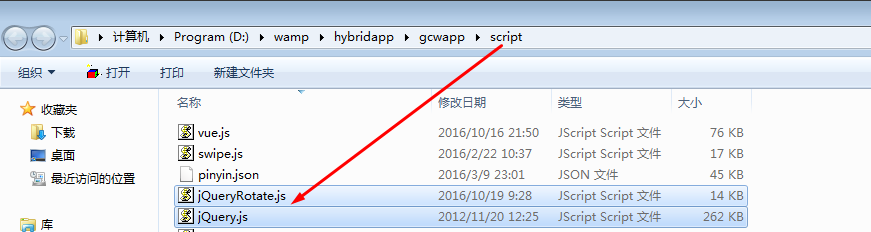 计算机 ▸ Program (D:) ▸ wamp ▸ hybridapp ▸ gcwapp ▸ script
组织 打开 打印 新建文件夹
收藏夹
下载
桌面
最近访问的位置
库
名称 修改日期 类型 大小
vue.js 2016/10/16 21:50 JScript Script 文件 76 KB
swipe.js 2016/2/22 10:37 JScript Script 文件 17 KB
pinyin.json 2016/3/9 23:01 JSON 文件 45 KB
jQueryRotate.js 2016/10/19 9:28 JScript Script 文件 14 KB
jQuery.js 2012/11/20 12:25 JScript Script 文件 262 KB